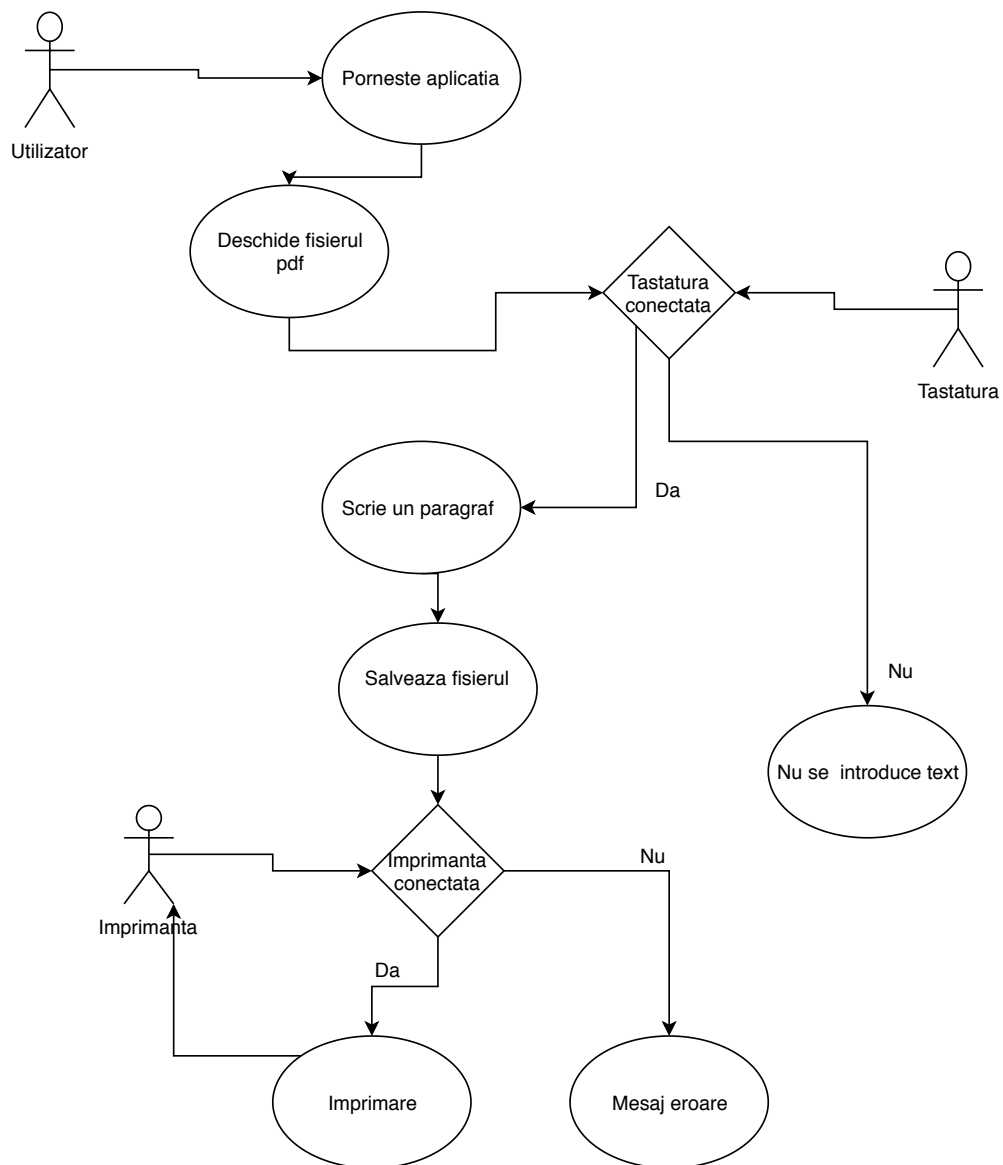 Porneste aplicatia
Utilizator
Deschide fisierul
pdf
Tastatura
conectata
Tastatura
Da
Scrie un paragraf
Nu
Salveaza fisierul
Nu se  introduce text
Imprimanta
conectata
Nu
Imprimanta
Da
Imprimare
Mesaj eroare